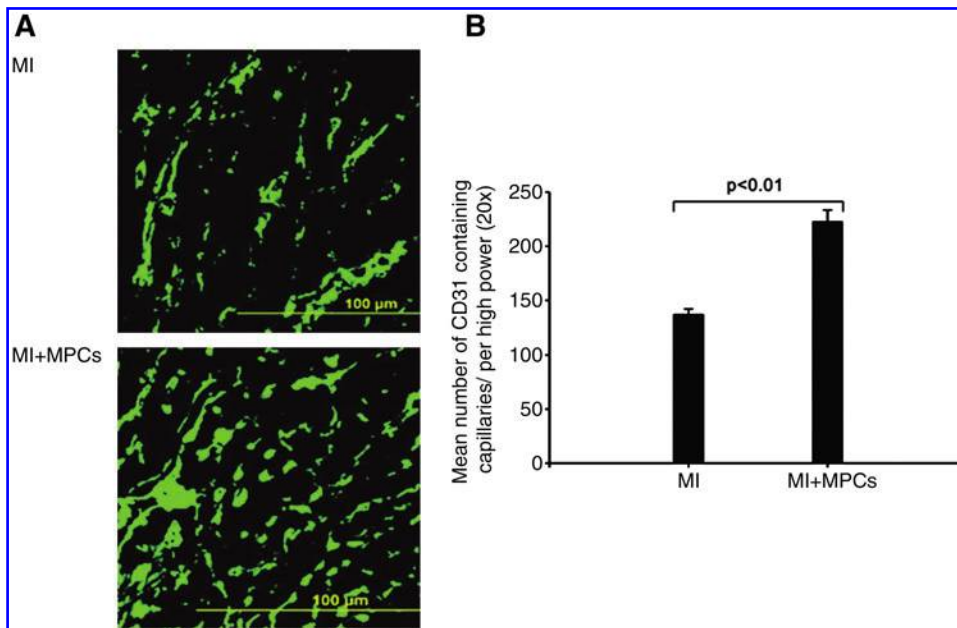 A
MI
100 µm
MI+MPCs
100 µm
B
Mean number of CD31 containing
capillaries/ per high power (20x)
250
200
150
100
50
0
p<0.01
MI
MI+MPCs